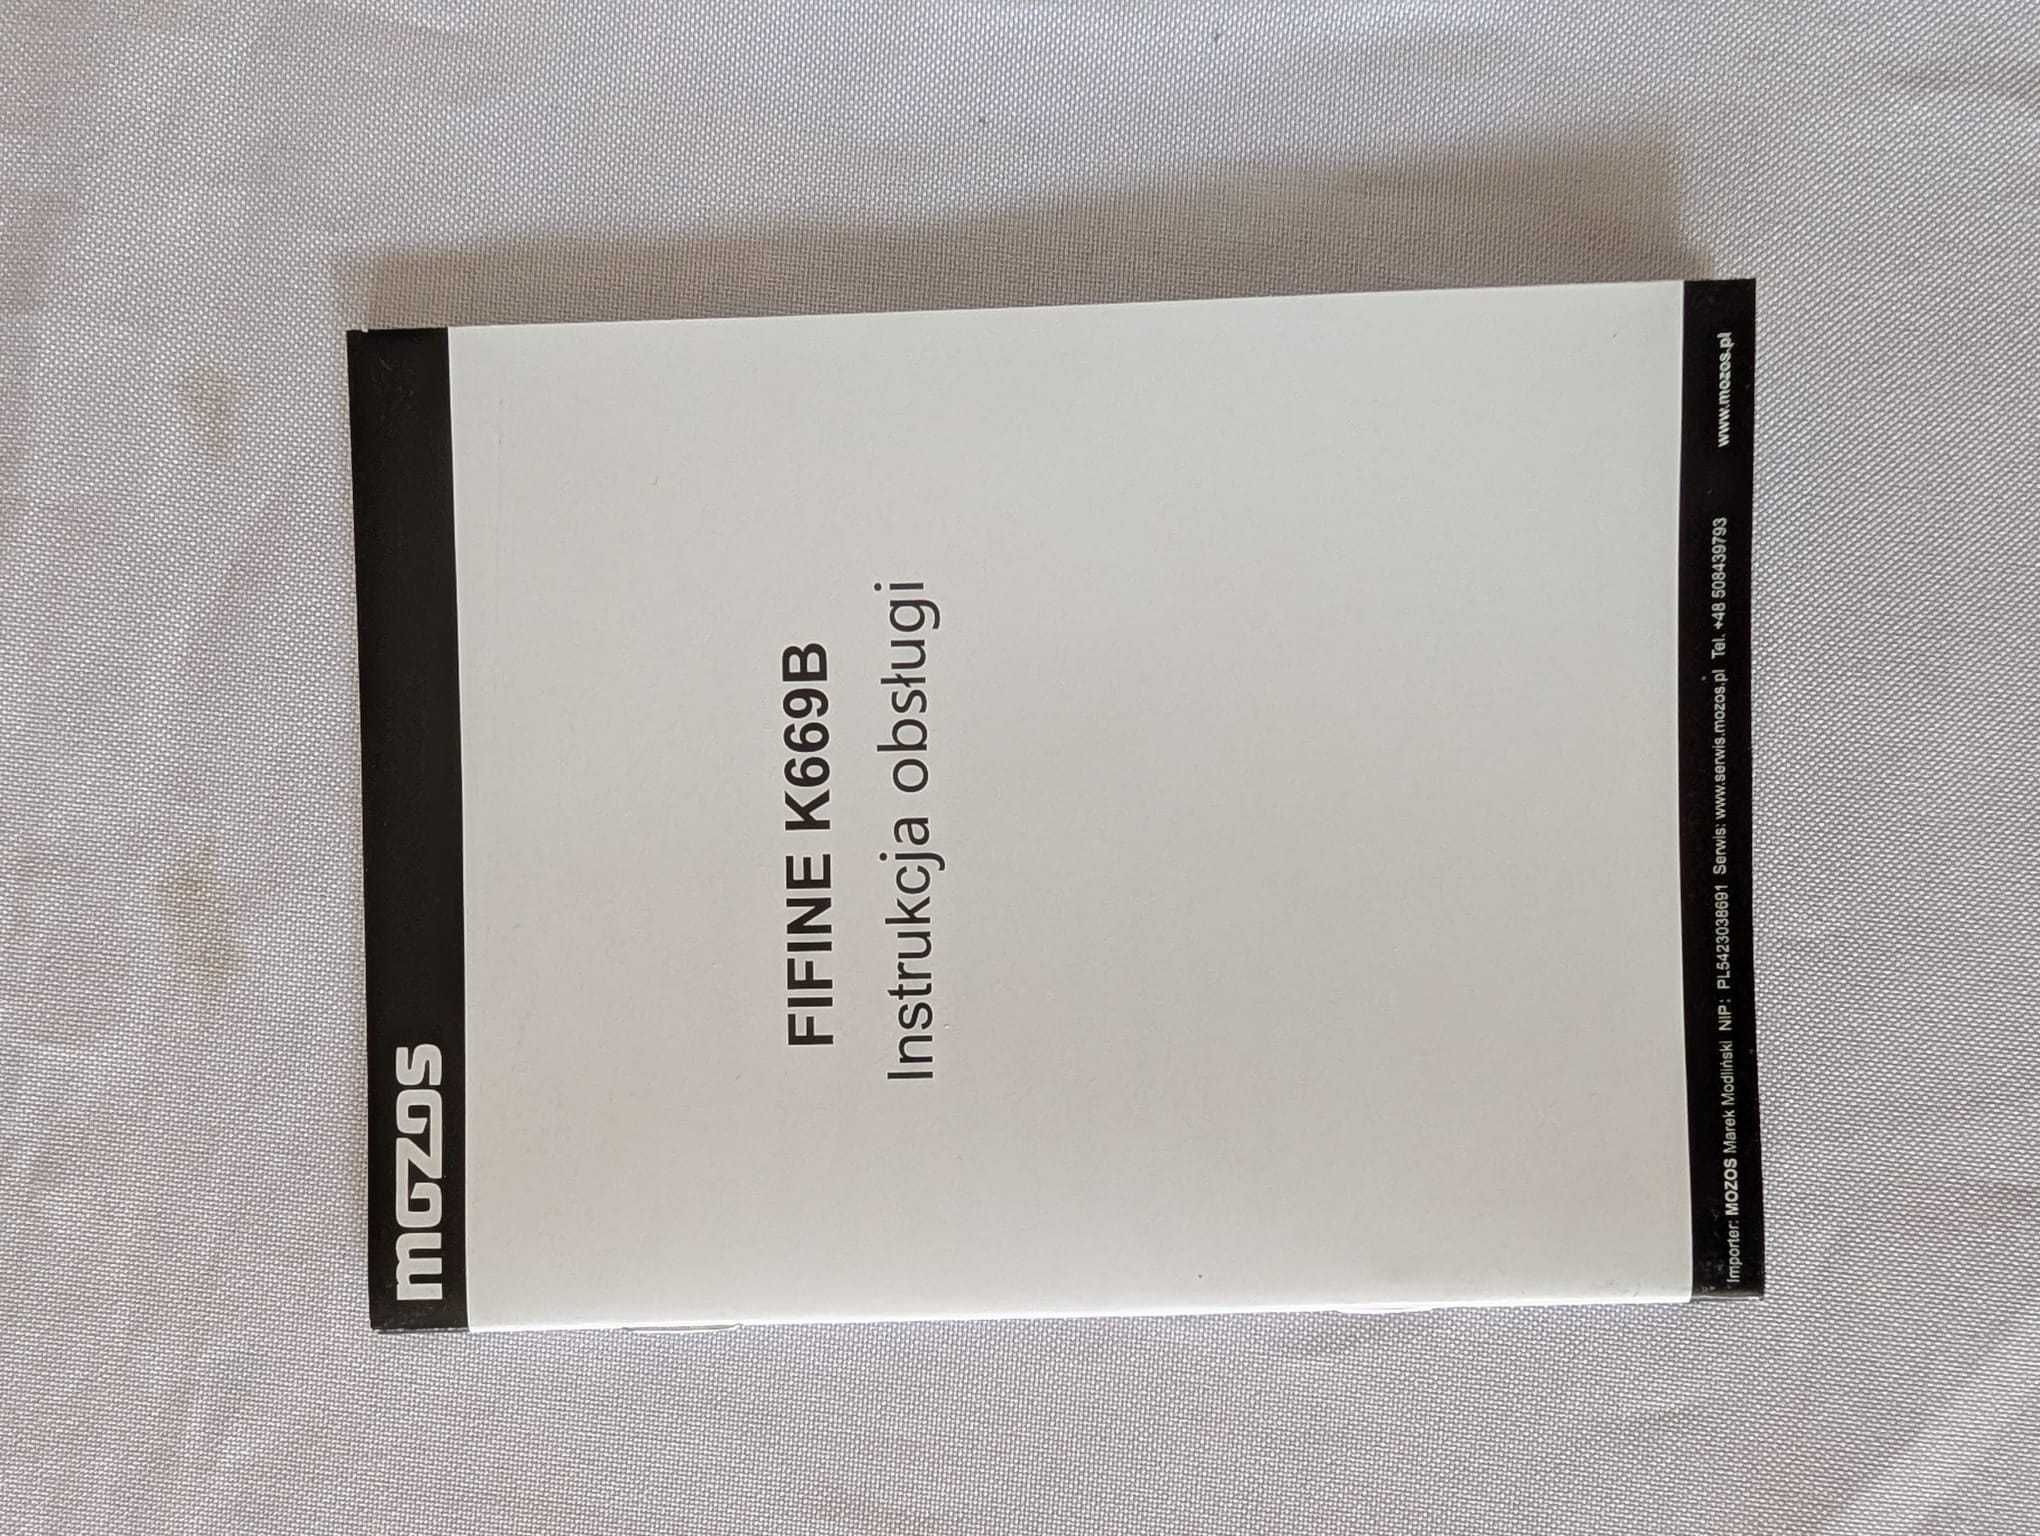 mozos
FIFINE K669B
Instrukcja obsługi
Importer: MOZOS Marek Modliński NIP: PL5423038691 Serwis: www.serwis.mozos.pl Tel. +48 508439793 www.mozos.pl